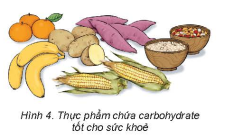 Hình 4. Thực phẩm chứa carbohydrate
tốt cho sức khoẻ